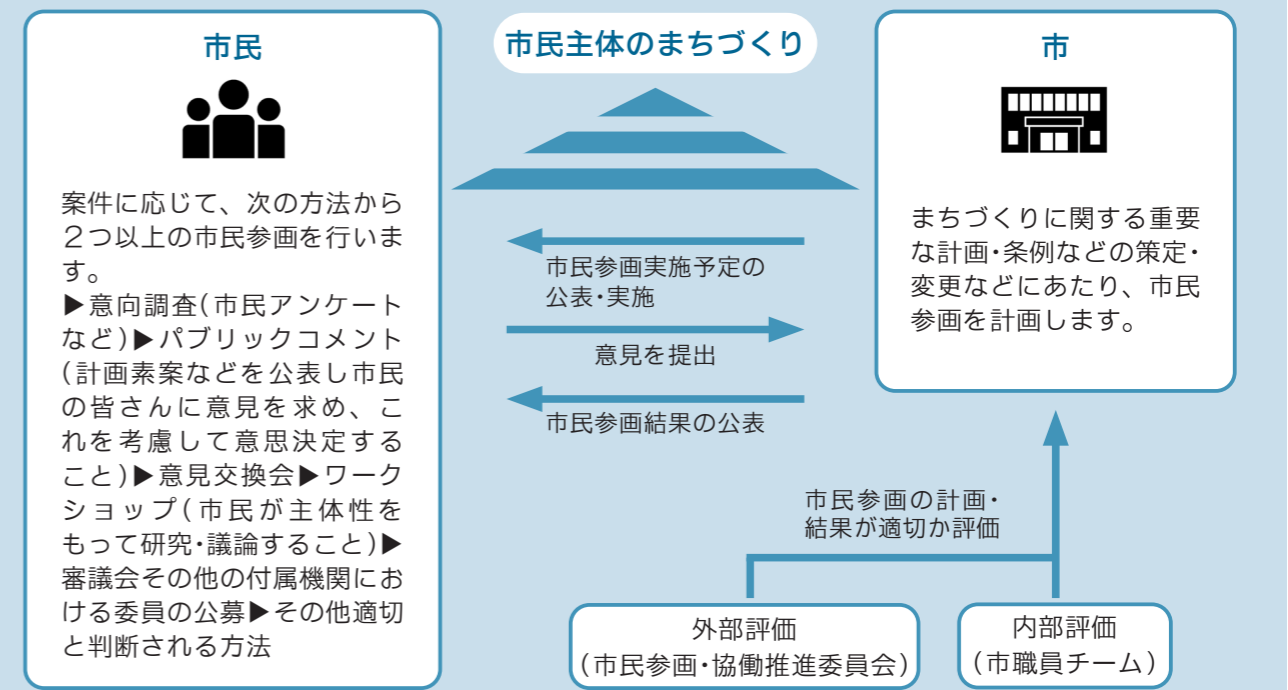 市民
案件に応じて、次の方法から
２つ以上の市民参画を行いま
す。
▶意向調査(市民アンケート
など)▶パブリックコメント
(計画素案などを公表し市民
の皆さんに意見を求め、こ
れを考慮して意思決定する
こと)▶意見交換会▶ワーク
ショップ(市民が主体性を
もって研究・議論すること)▶
審議会その他の付属機関にお
ける委員の公募▶その他適切
と判断される方法
市民主体のまちづくり
市民参画実施予定の
公表・実施
意見を提出
市民参画結果の公表
市
まちづくりに関する重要
な計画・条例などの策定・
変更などにあたり、市民
参画を計画します。
市民参画の計画・
結果が適切か評価
外部評価
(市民参画・協働推進委員会)
内部評価
(市職員チーム)